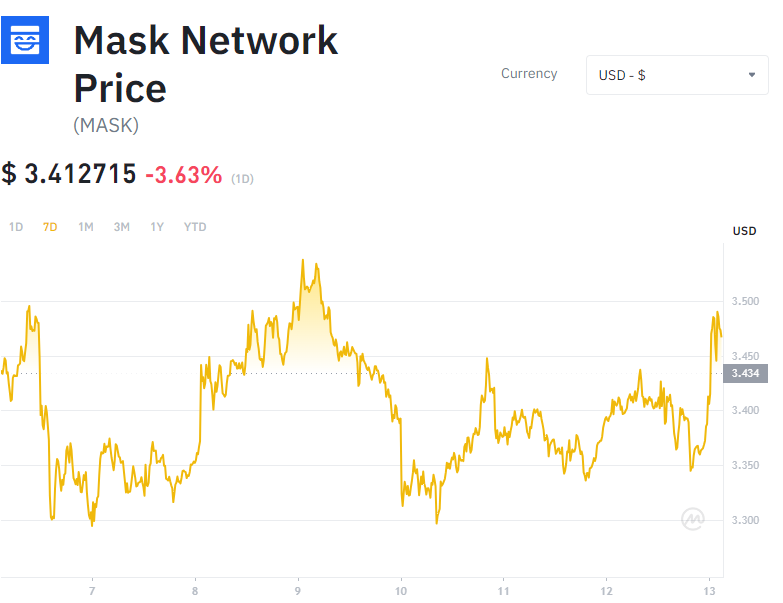 Mask Network
Price
(MASK)
Currency
USD - $
$ 3.412715 -3.63% (1D)
1D 7D 1M 3M 1Y YTD
USD
3.500
3.450
3.434
3.400
3.350
3.300
7 8 9 10 11 12 13